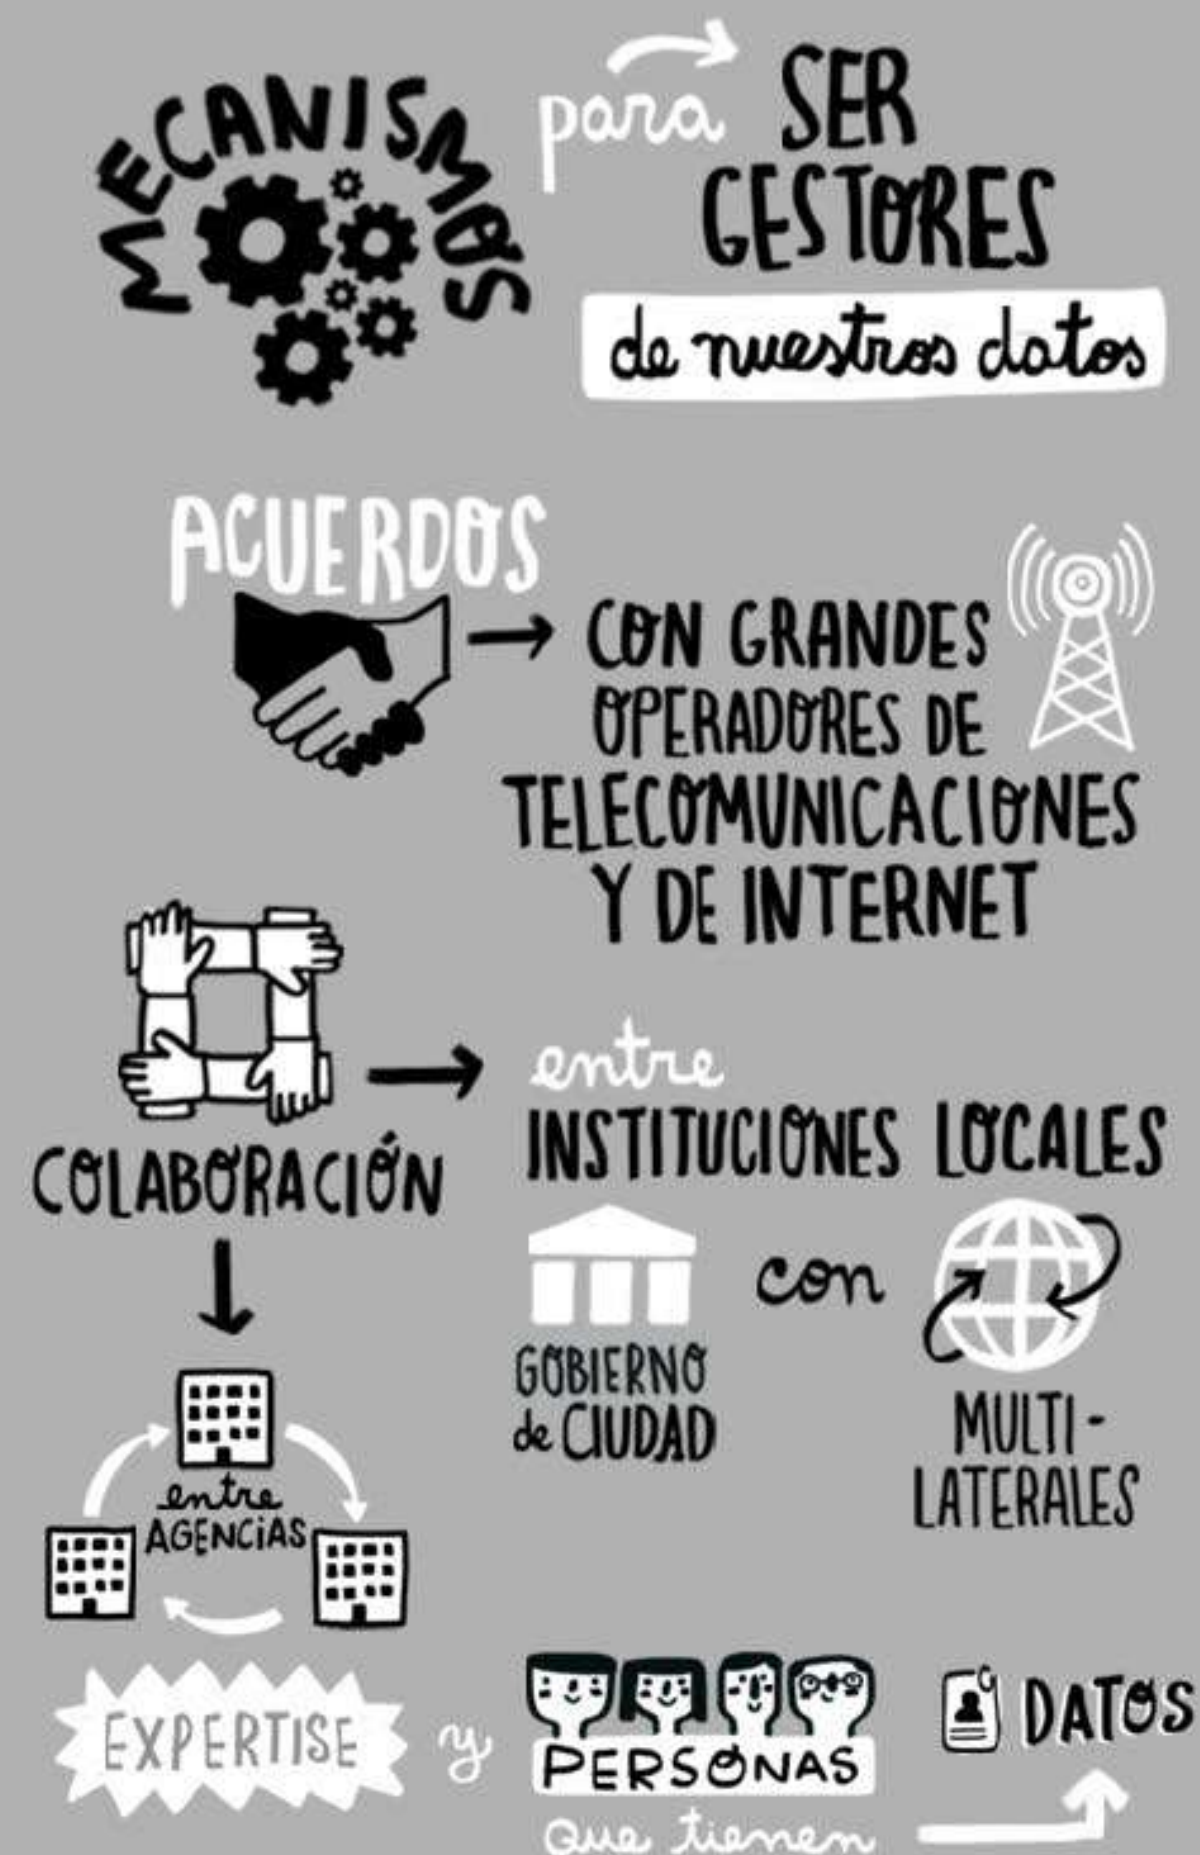 MECANISMOS
para SER
GESTORES
de nuestros datos
ACUERDOS
CON GRANDES
OPERADORES DE
TELECOMUNICACIONES
Y DE INTERNET
COLABORACIÓN
entre
INSTITUCIONES LOCALES
GOBIERNO
de CIUDAD
con
MULTI-
LATERALES
entre
AGENCIAS
EXPERTISE y PERSONAS
que tienen
DATOS